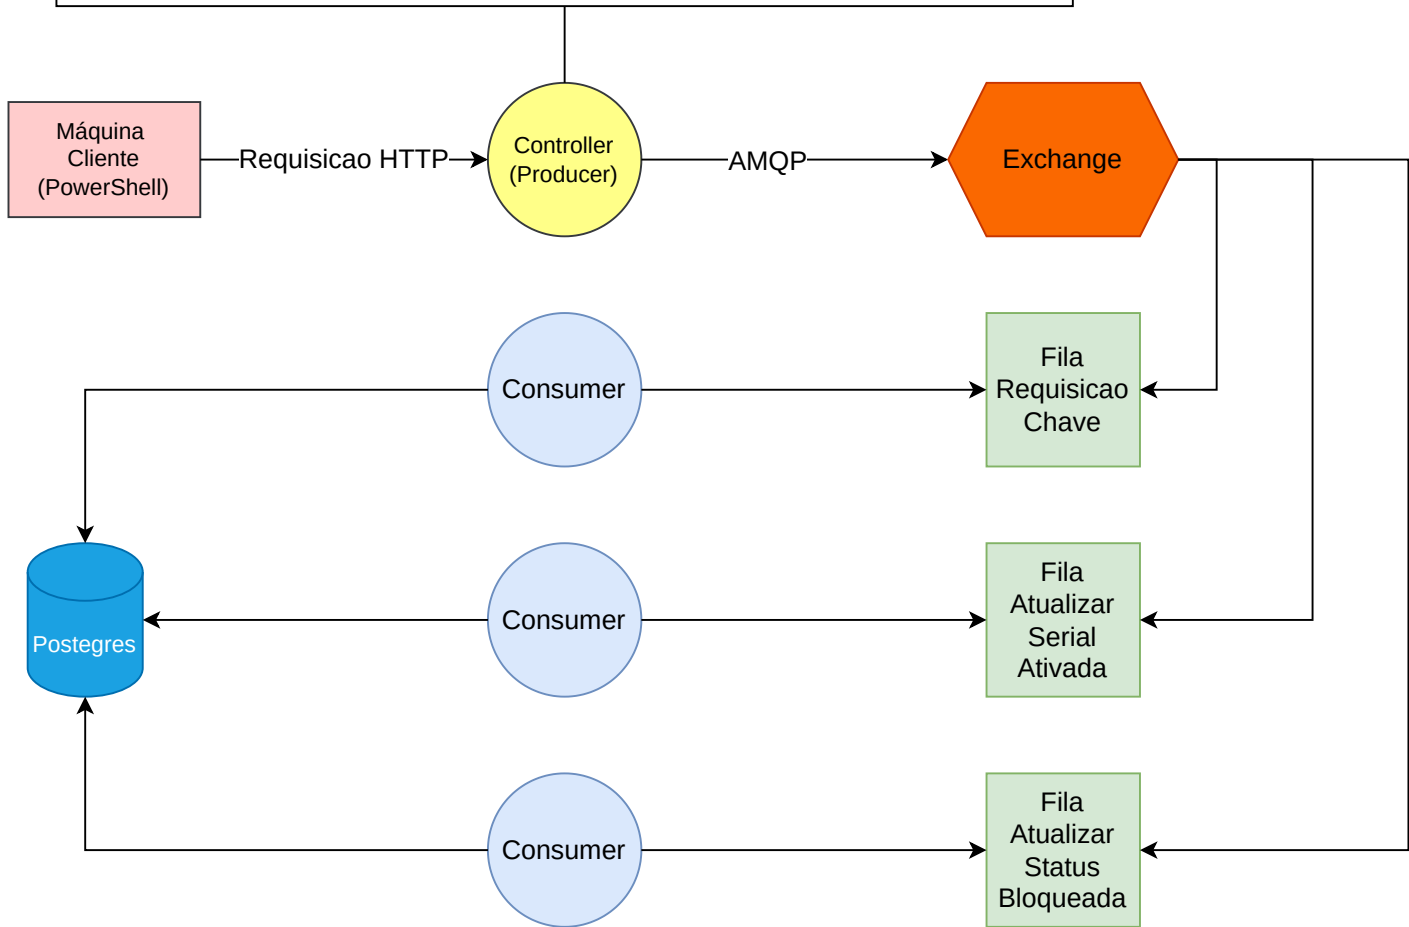 Máquina
Cliente
(PowerShell)
Requisicao HTTP
Controller
(Producer)
AMQP
Exchange
Consumer
Fila
Requisicao
Chave
Postegres
Consumer
Fila
Atualizar
Serial
Ativada
Consumer
Fila
Atualizar
Status
Bloqueada